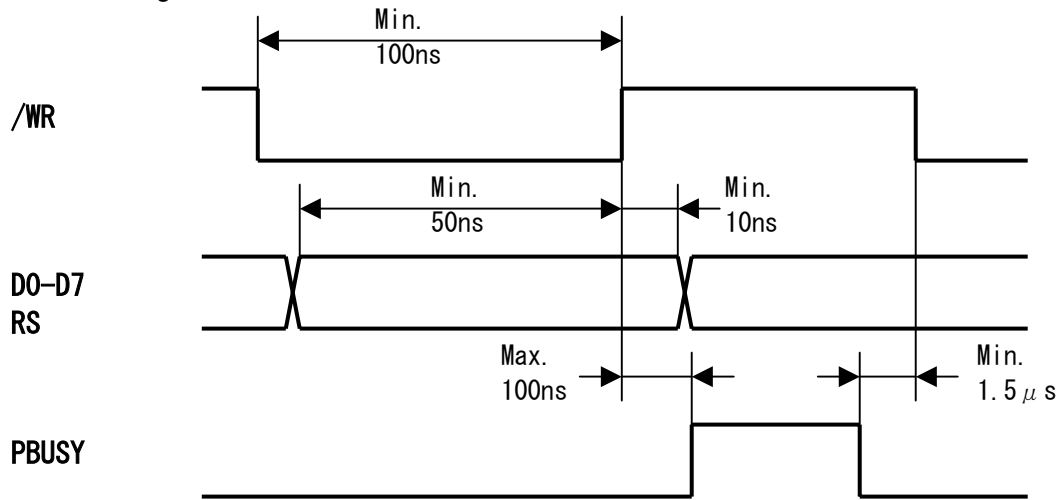 Min.
100ns
/WR
Min.
50ns
Min.
10ns
D0-D7
RS
Max.
100ns
Min.
1.5μs
PBUSY